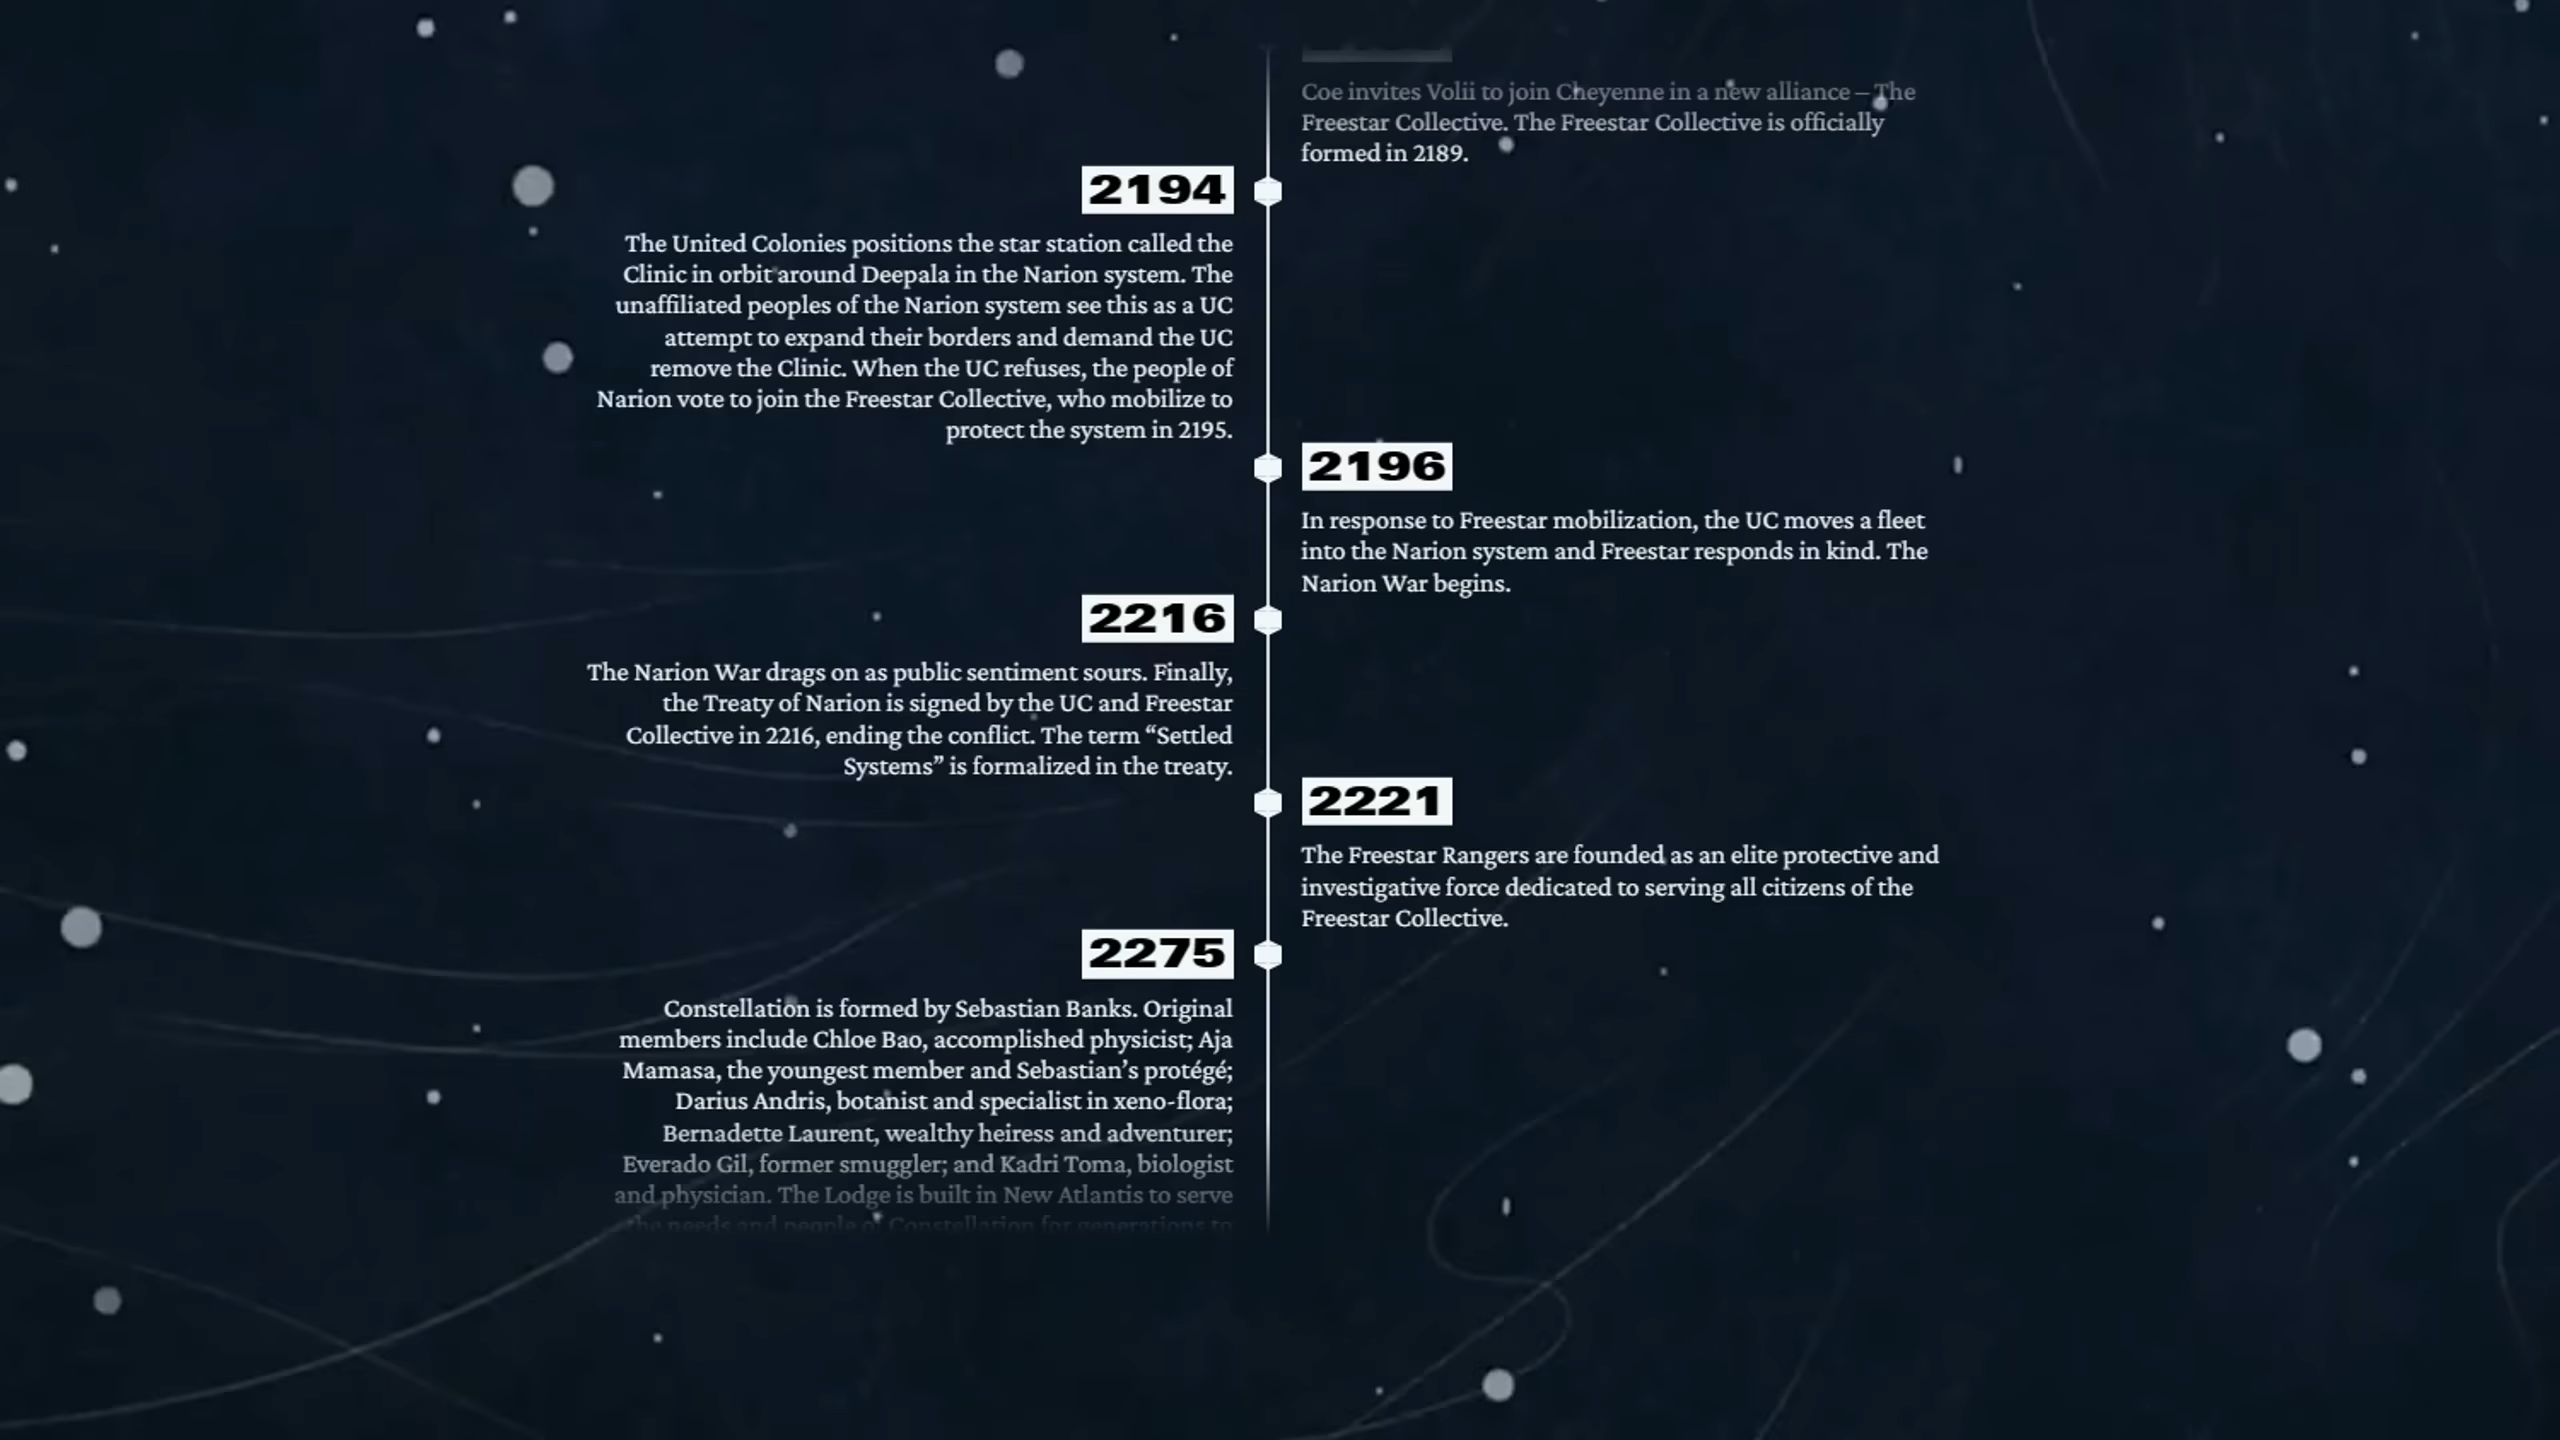 Coe invites Volii to join Cheyenne in a new alliance – The
Freestar Collective. The Freestar Collective is officially
formed in 2189.
2194
The United Colonies positions the star station called the
Clinic in orbit around Deepala in the Narion system. The
unaffiliated peoples of the Narion system see this as a UC
attempt to expand their borders and demand the UC
remove the Clinic. When the UC refuses, the people of
Narion vote to join the Freestar Collective, who mobilize to
protect the system in 2195.
2196
In response to Freestar mobilization, the UC moves a fleet
into the Narion system and Freestar responds in kind. The
Narion War begins.
2216
The Narion War drags on as public sentiment sours. Finally,
the Treaty of Narion is signed by the UC and Freestar
Collective in 2216, ending the conflict. The term “Settled
Systems” is formalized in the treaty.
2221
The Freestar Rangers are founded as an elite protective and
investigative force dedicated to serving all citizens of the
Freestar Collective.
2275
Constellation is formed by Sebastian Banks. Original
members include Chloe Bao, accomplished physicist; Aja
Mamasa, the youngest member and Sebastian’s protégé;
Darius Andris, botanist and specialist in xeno-flora;
Bernadette Laurent, wealthy heiress and adventurer;
Everado Gil, former smuggler; and Kadri Toma, biologist
and physician. The Lodge is built in New Atlantis to serve
the needs and people of Constellation for generations to